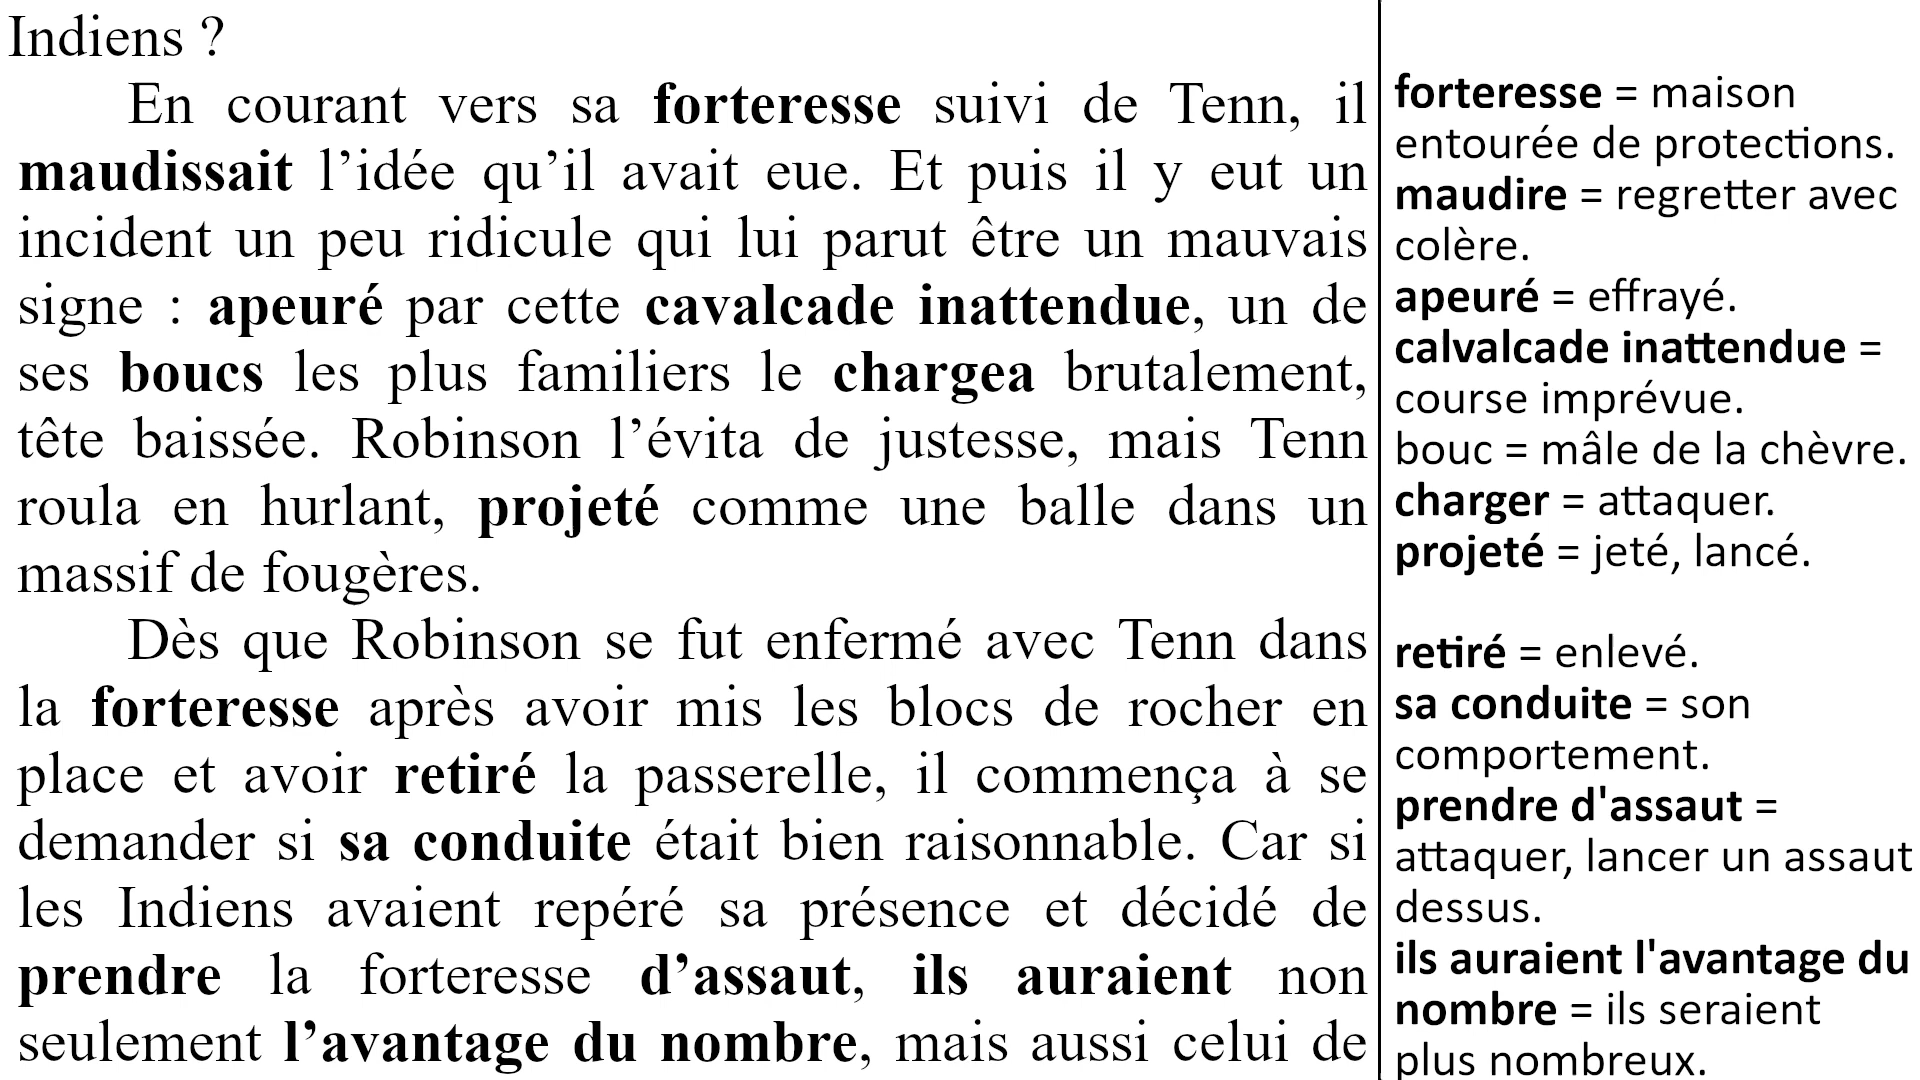 Indiens ?
En courant vers sa forteresse suivi de Tenn, il
maudissait l’idée qu’il avait eue. Et puis il y eut un
incident un peu ridicule qui lui parut être un mauvais
signe : apeuré par cette cavalcade inattendue, un de
ses boucs les plus familiers le chargea brutalement,
tête baissée. Robinson l’évita de justesse, mais Tenn
roula en hurlant, projeté comme une balle dans un
massif de fougères.
Dès que Robinson se fut enfermé avec Tenn dans
la forteresse après avoir mis les blocs de rocher en
place et avoir retiré la passerelle, il commença à se
demander si sa conduite était bien raisonnable. Car si
les Indiens avaient repéré sa présence et décidé de
prendre la forteresse d’assaut, ils auraient non
seulement l’avantage du nombre, mais aussi celui de
forteresse = maison
entourée de protections.
maudire = regretter avec
colère.
apeuré = effrayé.
calvalcade inattendue =
course imprévue.
bouc = mâle de la chèvre.
charger = attaquer.
projeté = jeté, lancé.
retiré = enlevé.
sa conduite = son
comportement.
prendre d'assaut =
attaquer, lancer un assaut
dessus.
ils auraient l'avantage du
nombre = ils seraient
plus nombreux.